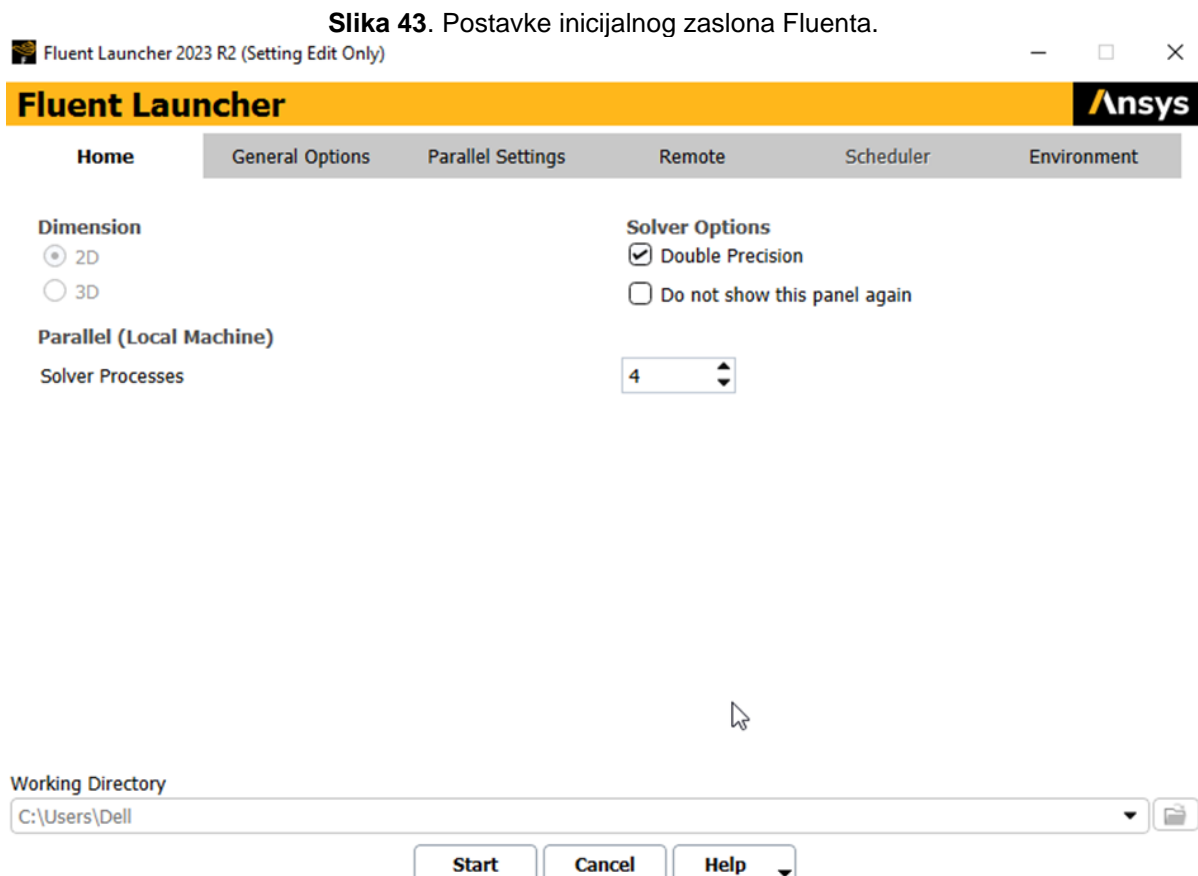 Slika 43. Postavke inicijalnog zaslona Fluenta.
Fluent Launcher 2023 R2 (Setting Edit Only)
Fluent Launcher
Ansys
Home General Options Parallel Settings Remote Scheduler Environment
Dimension
2D
3D
Solver Options
Double Precision
Do not show this panel again
Parallel (Local Machine)
Solver Processes 4
Working Directory
C:\Users\Dell
Start Cancel Help